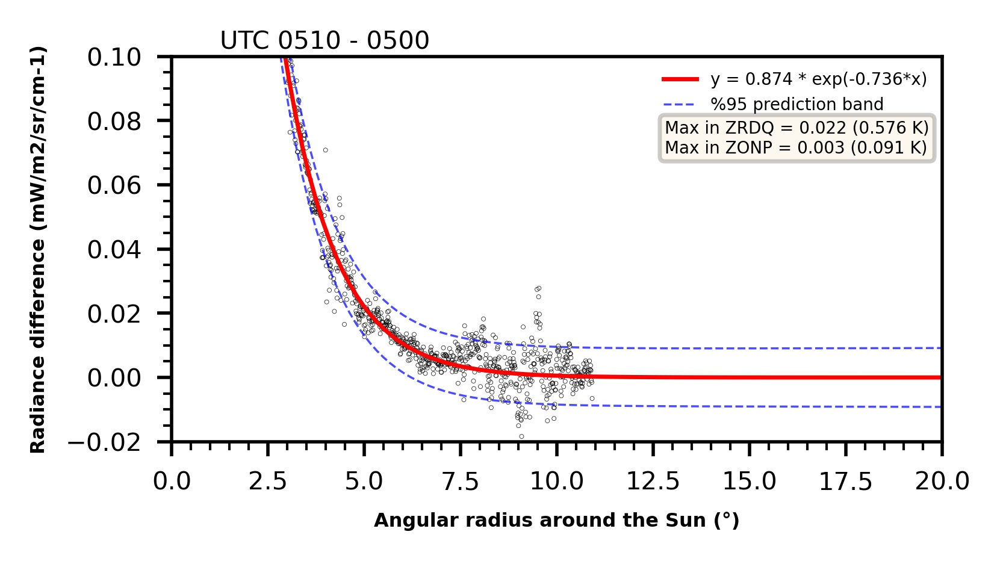 UTC 0510 - 0500
Radiance difference (mW/m2/sr/cm-1)
0.10
0.08
0.06
0.04
0.02
0.00
−0.02
y = 0.874 * exp(-0.736*x)
%95 prediction band
Max in ZRDQ = 0.022 (0.576 K)
Max in ZONP = 0.003 (0.091 K)
0.0 2.5 5.0 7.5 10.0 12.5 15.0 17.5 20.0
Angular radius around the Sun (°)